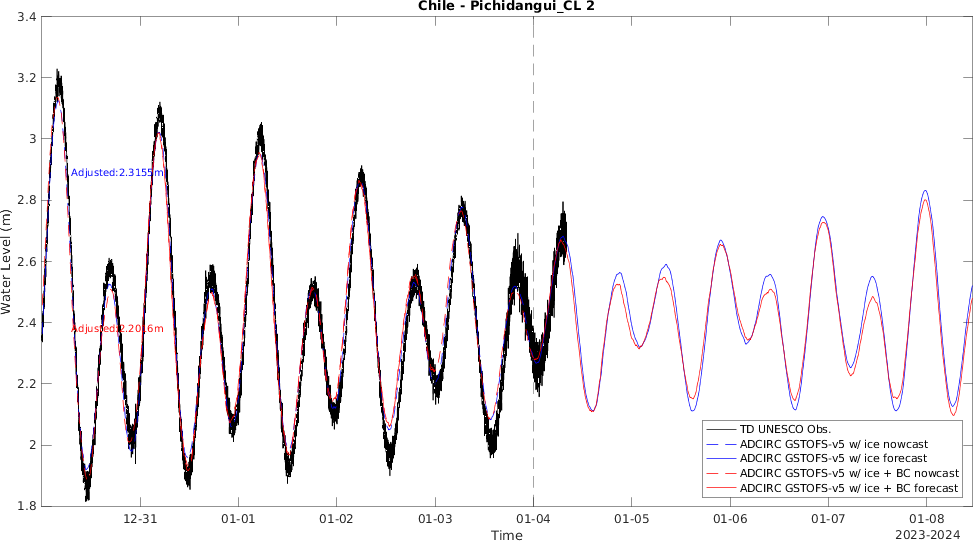 Chile - Pichidangui_CL 2
3.4
3.2
3
2.8
2.6
2.4
2.2
2
1.8
Water Level (m)
Adjusted:2.3155m
Adjusted:2.2016m
TD UNESCO Obs.
ADCIRC GSTOFS-v5 w/ ice nowcast
ADCIRC GSTOFS-v5 w/ ice forecast
ADCIRC GSTOFS-v5 w/ ice + BC nowcast
ADCIRC GSTOFS-v5 w/ ice + BC forecast
12-31 01-01 01-02 01-03 01-04 01-05 01-06 01-07 01-08
Time
2023-2024